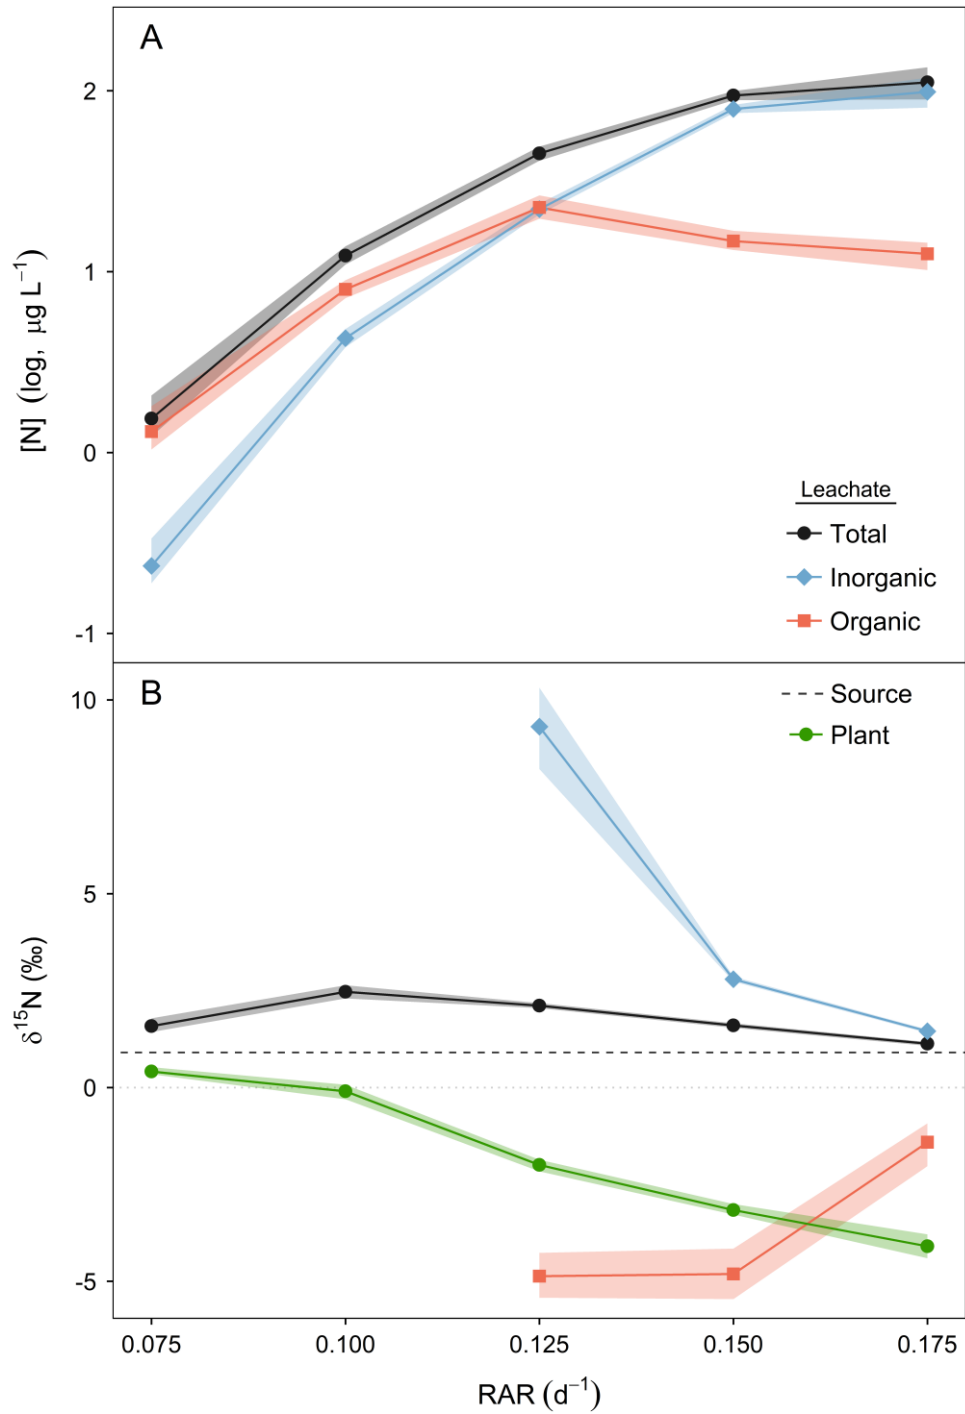 A
2
1
0
-1
[N] (log, μg L⁻¹)
Leachate
Total
Inorganic
Organic
B
Source
Plant
10
5
0
-5
δ¹⁵N (‰)
0.075 0.100 0.125 0.150 0.175
RAR (d⁻¹)